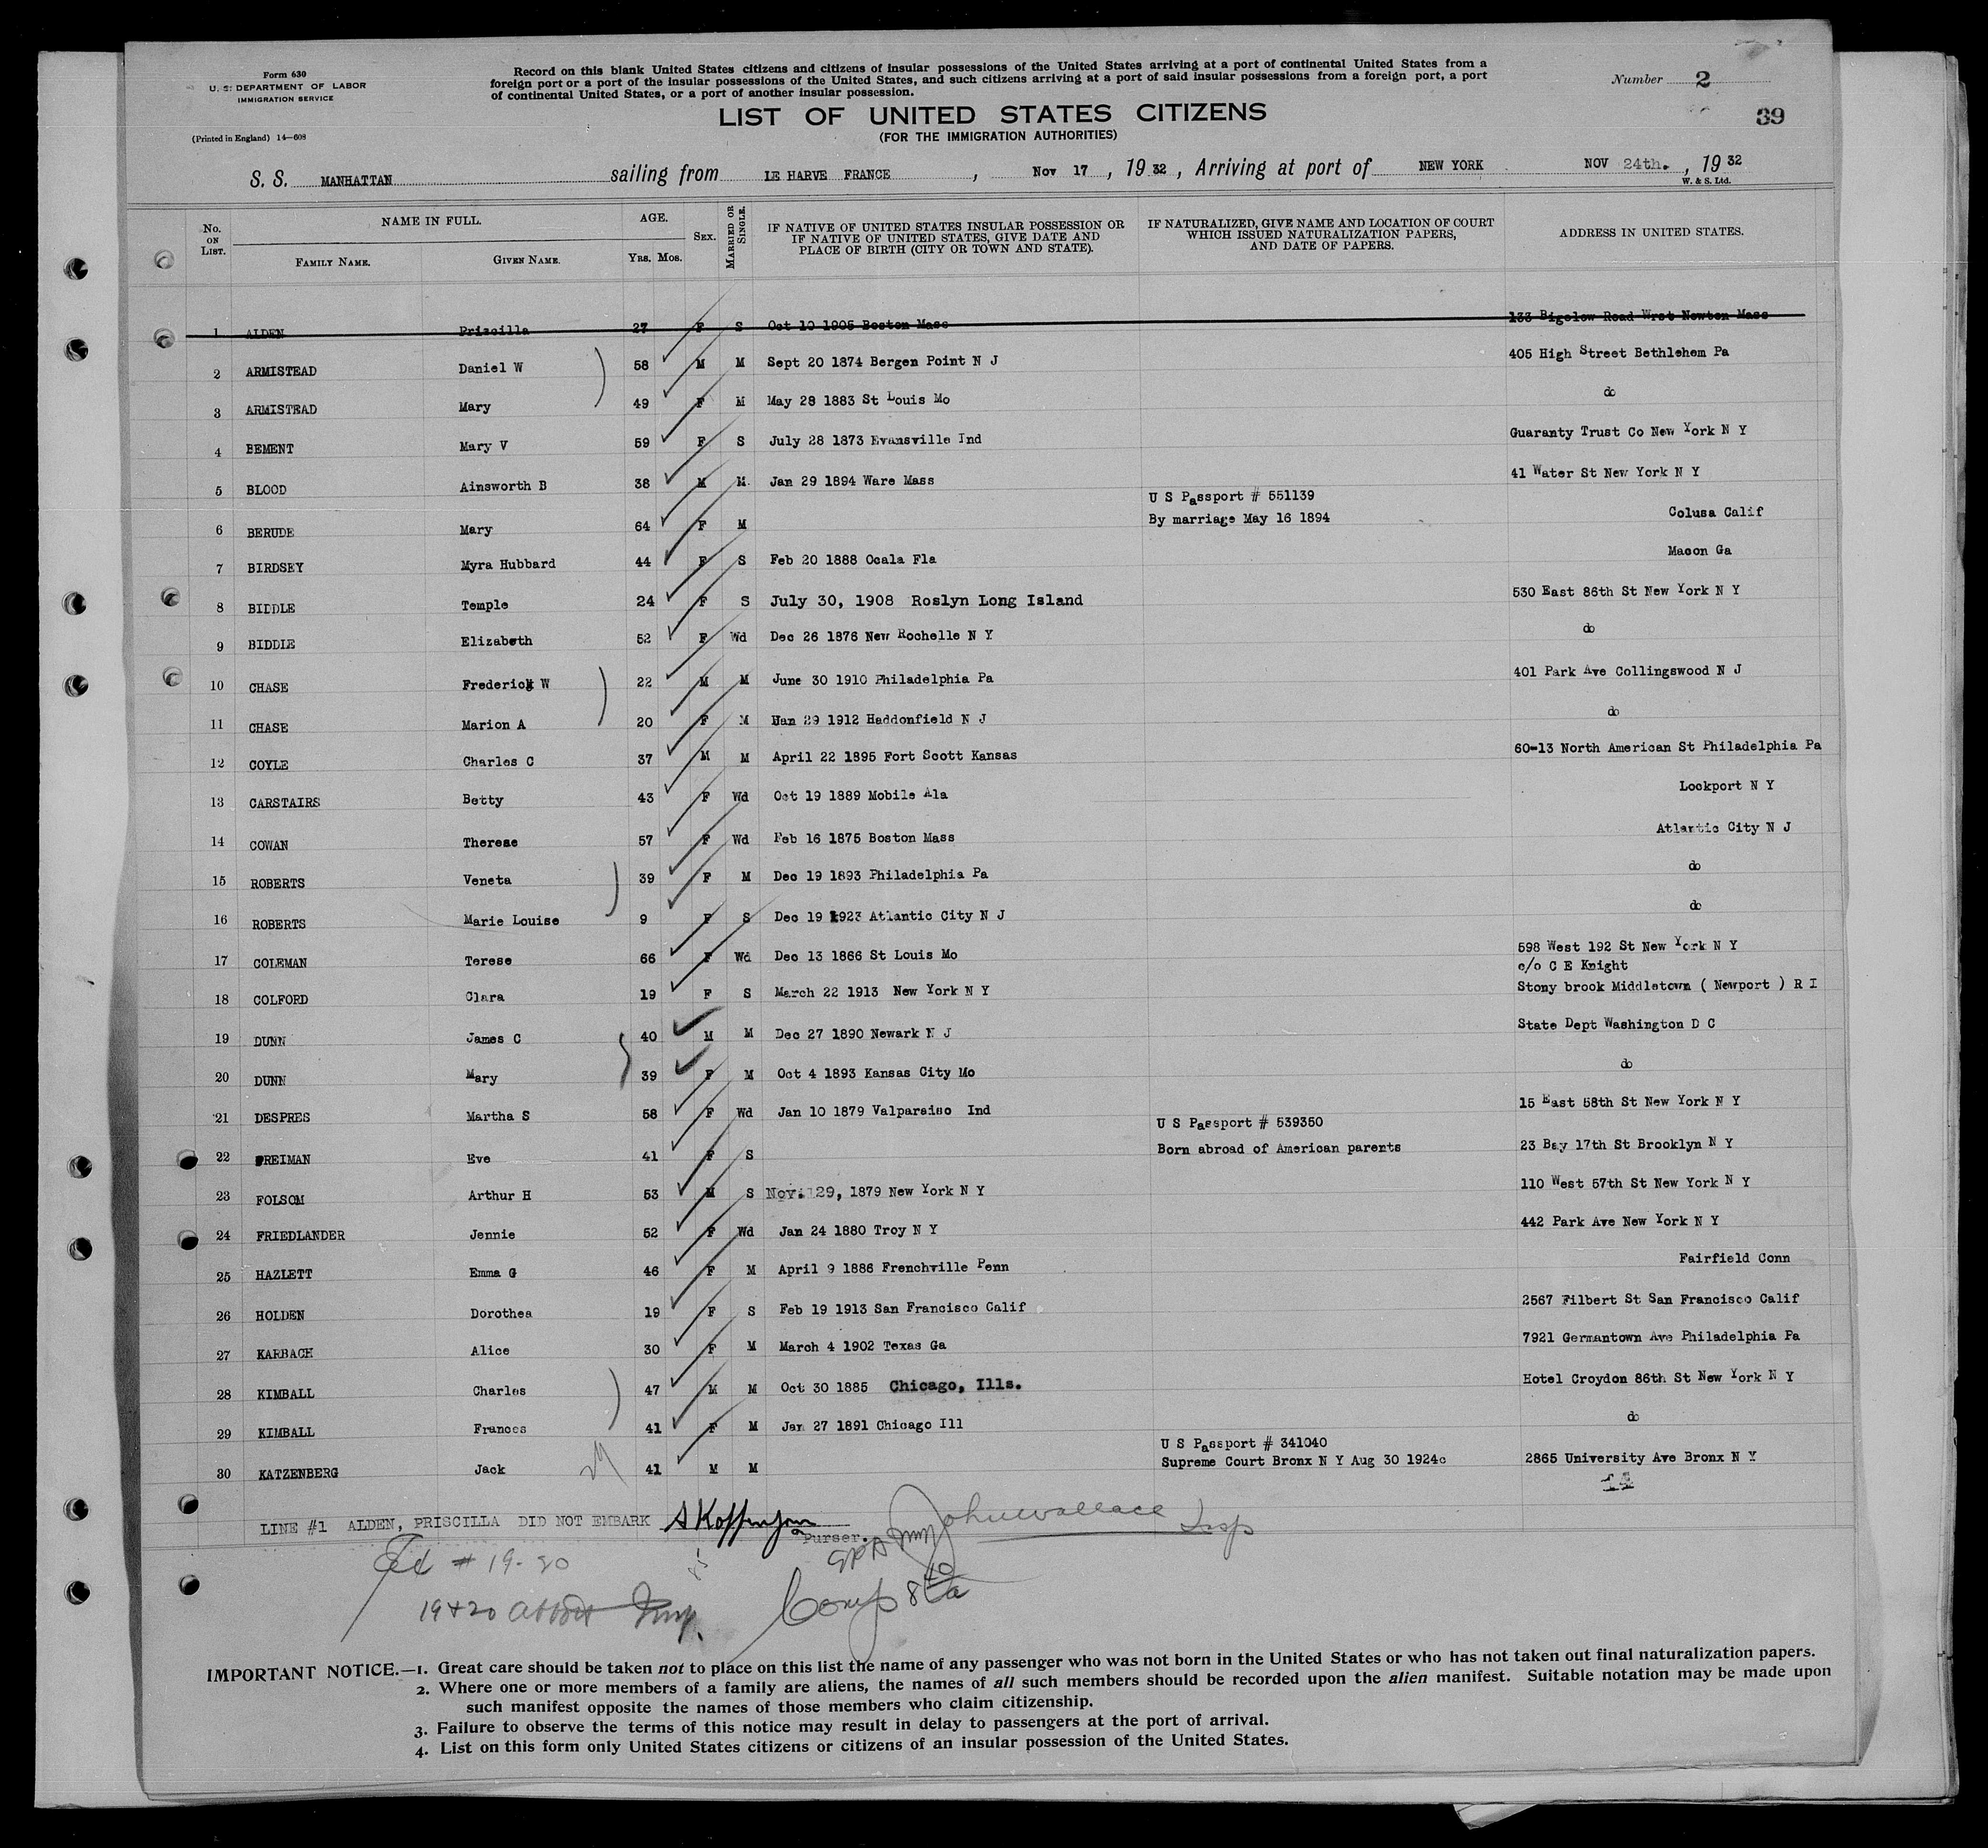 Form 630
U. S. DEPARTMENT OF LABOR
IMMIGRATION SERVICE
(Printed in England) 14—608
Record on this blank United States citizens and citizens of insular possessions of the United States arriving at a port of continental United States from a
foreign port or a port of the insular possessions of the United States, and such citizens arriving at a port of said insular possessions from a foreign port, a port
of continental United States, or a port of another insular possession.
Number 2
39
LIST OF UNITED STATES CITIZENS
(FOR THE IMMIGRATION AUTHORITIES)
S. S. MANHATTAN sailing from LE HARVE FRANCE , Nov 17 , 19 32 , Arriving at port of NEW YORK NOV 24th. , 19 32
W. & S. Ltd.
No. ON LIST. NAME IN FULL. FAMILY NAME. GIVEN NAME. AGE. YRS. MOS. SEX. MARRIED OR SINGLE. IF NATIVE OF UNITED STATES INSULAR POSSESSION OR IF NATIVE OF UNITED STATES, GIVE DATE AND PLACE OF BIRTH (CITY OR TOWN AND STATE). IF NATURALIZED, GIVE NAME AND LOCATION OF COURT WHICH ISSUED NATURALIZATION PAPERS, AND DATE OF PAPERS. ADDRESS IN UNITED STATES.
1 ALDEN Priscilla 27 F S Oct 10 1905 Boston Mass 133 Bigelow Road Wrst Newton Mass
2 ARMISTEAD Daniel W 58 M M Sept 20 1874 Bergen Point N J 405 High Street Bethlehem Pa
3 ARMISTEAD Mary 49 F M May 28 1883 St Louis Mo do
4 BEMENT Mary V 59 F S July 28 1873 Evansville Ind Guaranty Trust Co New York N Y
5 BLOOD Ainsworth B 38 M M Jan 29 1894 Ware Mass 41 Water St New York N Y
U S Passport # 551139
6 BERUDE Mary 64 F M By marriage May 16 1894 Colusa Calif
7 BIRDSEY Myra Hubbard 44 F S Feb 20 1888 Ocala Fla Macon Ga
8 BIDDLE Temple 24 F S July 30, 1908 Roslyn Long Island 530 East 86th St New York N Y
9 BIDDLE Elizabeth 52 F Wd Dec 26 1876 New Rochelle N Y do
10 CHASE Frederick W 22 M M June 30 1910 Philadelphia Pa 401 Park Ave Collingswood N J
11 CHASE Marion A 20 F M Jan 29 1912 Haddonfield N J do
12 COYLE Charles C 37 M M April 22 1895 Fort Scott Kansas 60-13 North American St Philadelphia Pa
13 CARSTAIRS Betty 43 F Wd Oct 19 1889 Mobile Ala Lockport N Y
14 COWAN Therese 57 F Wd Feb 16 1875 Boston Mass Atlantic City N J
15 ROBERTS Veneta 39 F M Dec 19 1893 Philadelphia Pa do
16 ROBERTS Marie Louise 9 F S Dec 19 1923 Atlantic City N J do
17 COLEMAN Terese 66 F Wd Dec 13 1866 St Louis Mo 598 West 192 St New York N Y
c/o C E Knight
18 COLFORD Clara 19 F S March 22 1913 New York N Y Stony brook Middletown ( Newport ) R I
19 DUNN James C 40 M M Dec 27 1890 Newark N J State Dept Washington D C
20 DUNN Mary 39 F M Oct 4 1893 Kansas City Mo do
21 DESPRES Martha S 58 F Wd Jan 10 1879 Valparaiso Ind 15 East 58th St New York N Y
U S Passport # 539350
22 FREIMAN Eve 41 F S Born abroad of American parents 23 Bay 17th St Brooklyn N Y
23 FOLSOM Arthur H 53 M S Nov. 29, 1879 New York N Y 110 West 57th St New York N Y
24 FRIEDLANDER Jennie 52 F Wd Jan 24 1880 Troy N Y 442 Park Ave New York N Y
25 HAZLETT Emma G 46 F M April 9 1886 Frenchville Penn Fairfield Conn
26 HOLDEN Dorothea 19 F S Feb 19 1913 San Francisco Calif 2567 Filbert St San Francisco Calif
27 KARBACH Alice 30 F M March 4 1902 Texas Ga 7921 Germantown Ave Philadelphia Pa
28 KIMBALL Charles 47 M M Oct 30 1885 Chicago, Ills. Hotel Croydon 86th St New York N Y
29 KIMBALL Frances 41 F M Jan 27 1891 Chicago Ill do
U S Passport # 341040
30 KATZENBERG Jack 41 M M Supreme Court Bronx N Y Aug 30 1924c 2865 University Ave Bronx N Y
LINE #1 ALDEN, PRISCILLA DID NOT EMBARK Purser. John Wallace Insp
# 19-20
19+20 Insp.
Comp
IMPORTANT NOTICE.—1. Great care should be taken not to place on this list the name of any passenger who was not born in the United States or who has not taken out final naturalization papers.
2. Where one or more members of a family are aliens, the names of all such members should be recorded upon the alien manifest. Suitable notation may be made upon
such manifest opposite the names of those members who claim citizenship.
3. Failure to observe the terms of this notice may result in delay to passengers at the port of arrival.
4. List on this form only United States citizens or citizens of an insular possession of the United States.